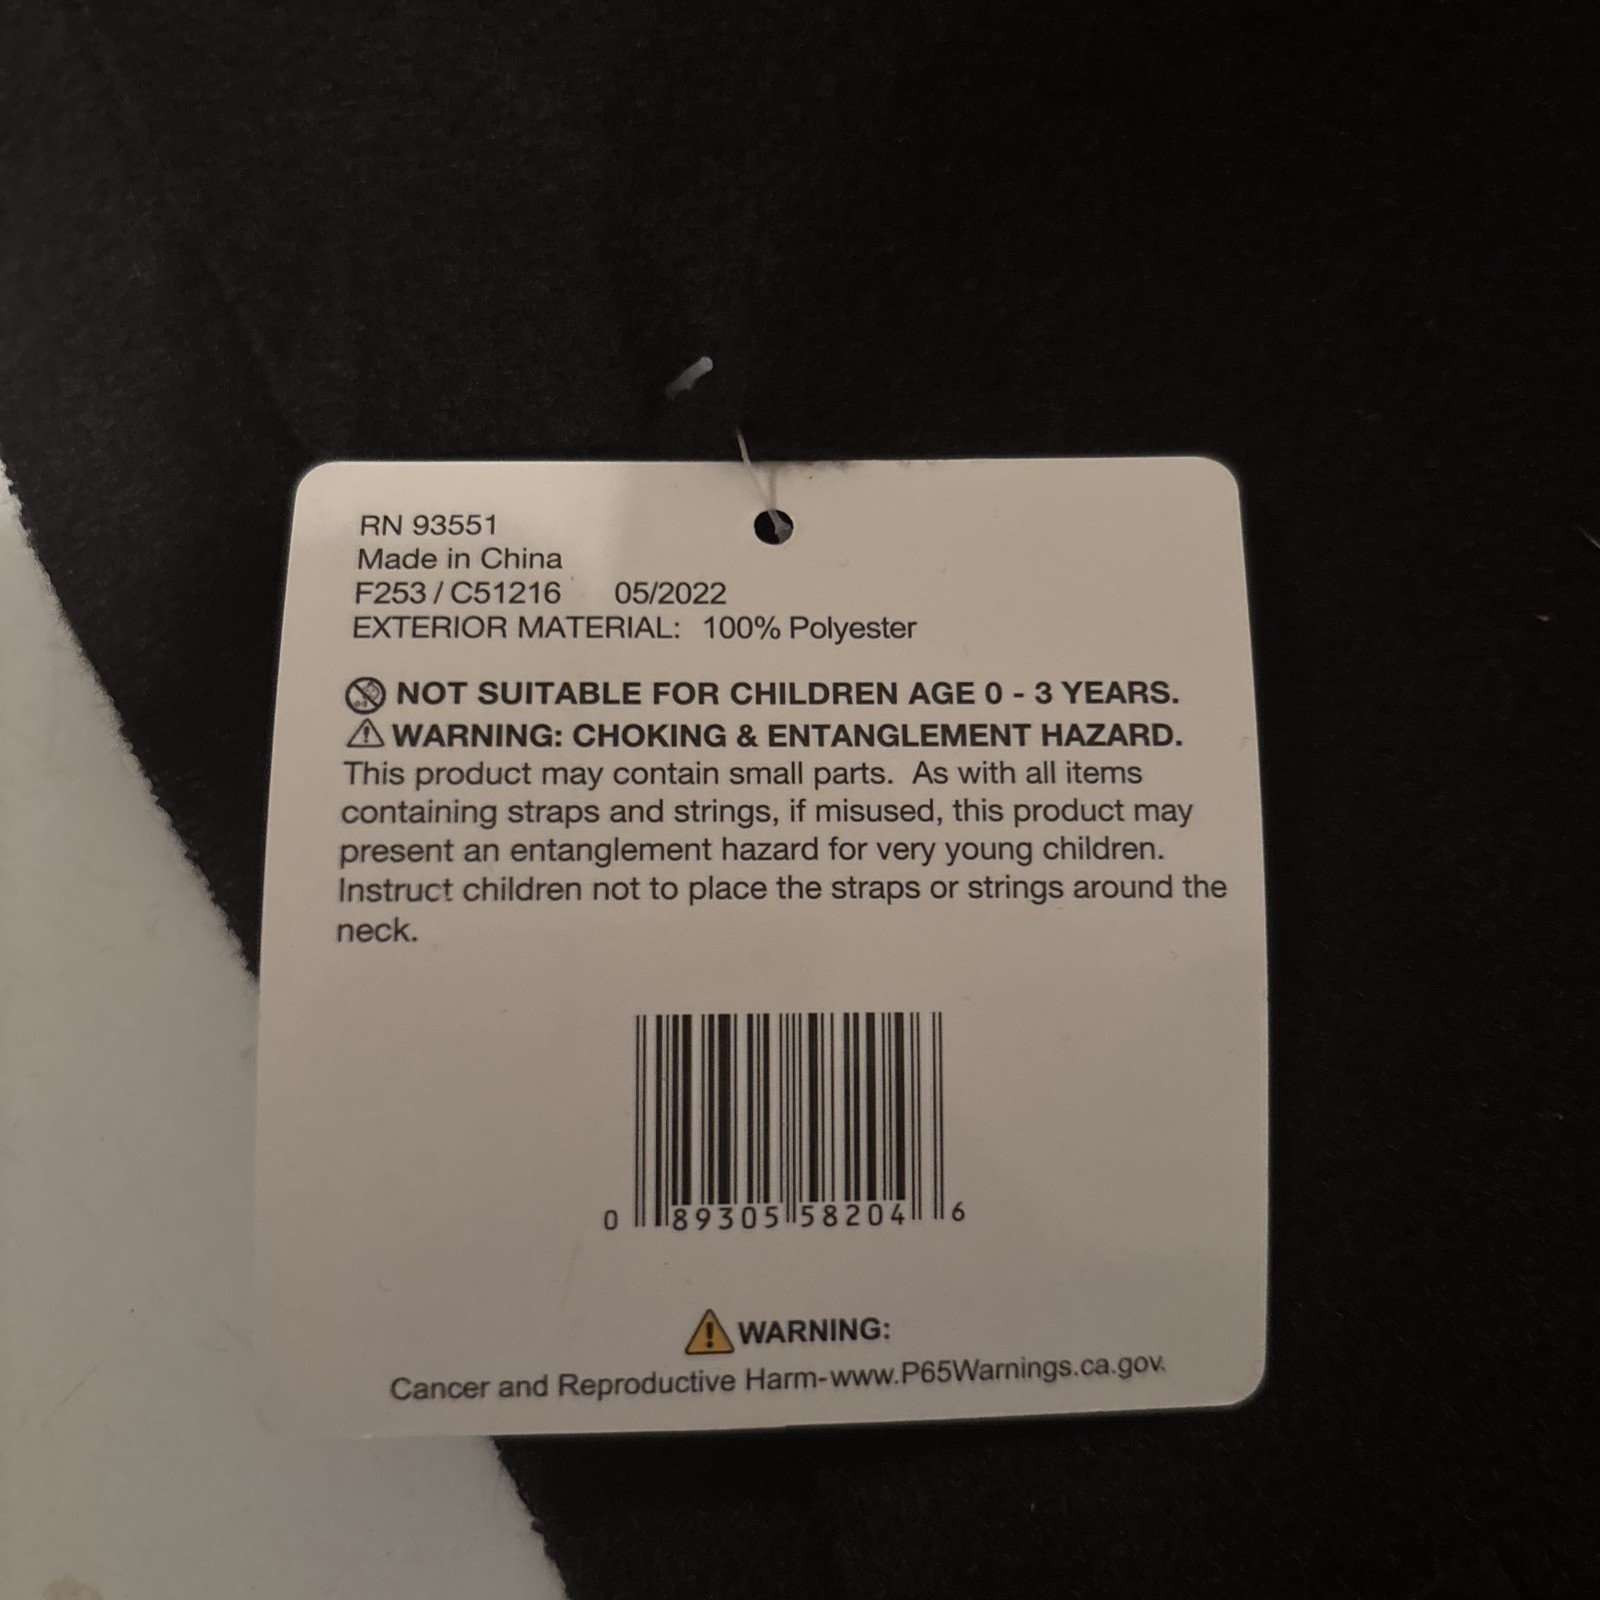 RN 93551
Made in China
F253 / C51216 05/2022
EXTERIOR MATERIAL: 100% Polyester
NOT SUITABLE FOR CHILDREN AGE 0 - 3 YEARS.
WARNING: CHOKING & ENTANGLEMENT HAZARD.
This product may contain small parts. As with all items
containing straps and strings, if misused, this product may
present an entanglement hazard for very young children.
Instruct children not to place the straps or strings around the
neck.
0 89305 58204 6
WARNING:
Cancer and Reproductive Harm-www.P65Warnings.ca.gov.